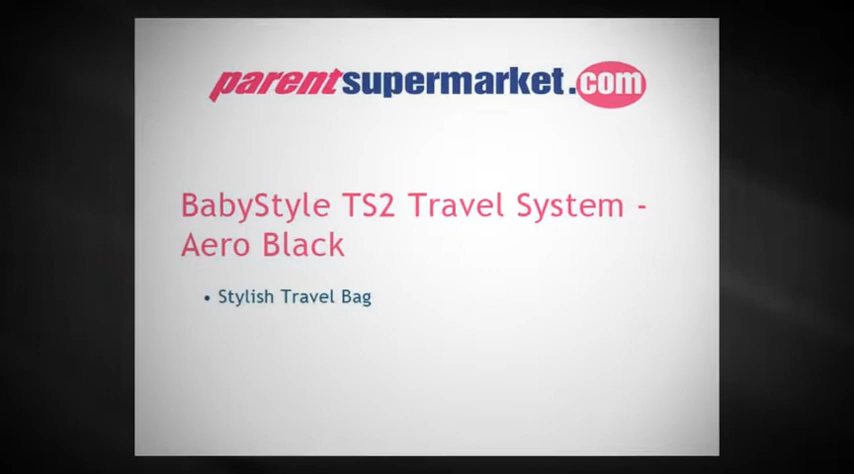 parentsupermarket.com
BabyStyle TS2 Travel System -
Aero Black
• Stylish Travel Bag